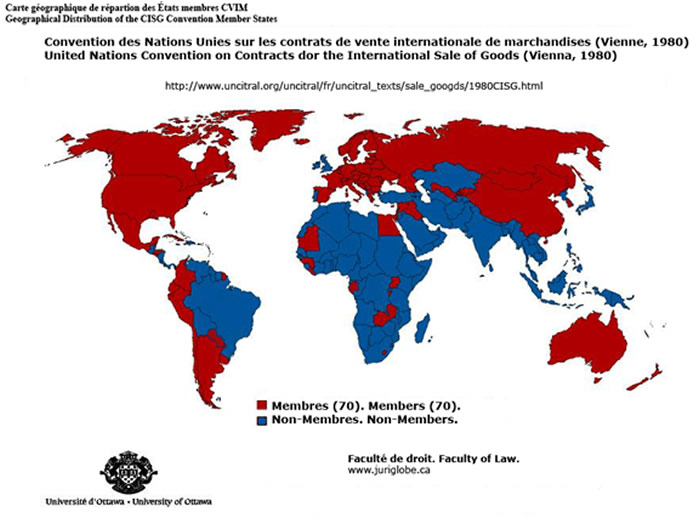 Carte géographique de répartion des États membres CVIM
Geographical Distribution of the CISG Convention Member States
Convention des Nations Unies sur les contrats de vente internationale de marchandises (Vienne, 1980)
United Nations Convention on Contracts dor the International Sale of Goods (Vienna, 1980)
http://www.uncitral.org/uncitral/fr/uncitral_texts/sale_googds/1980CISG.html
Membres (70). Members (70).
Non-Membres. Non-Members.
Faculté de droit. Faculty of Law.
www.juriglobe.ca
Université d'Ottawa • University of Ottawa